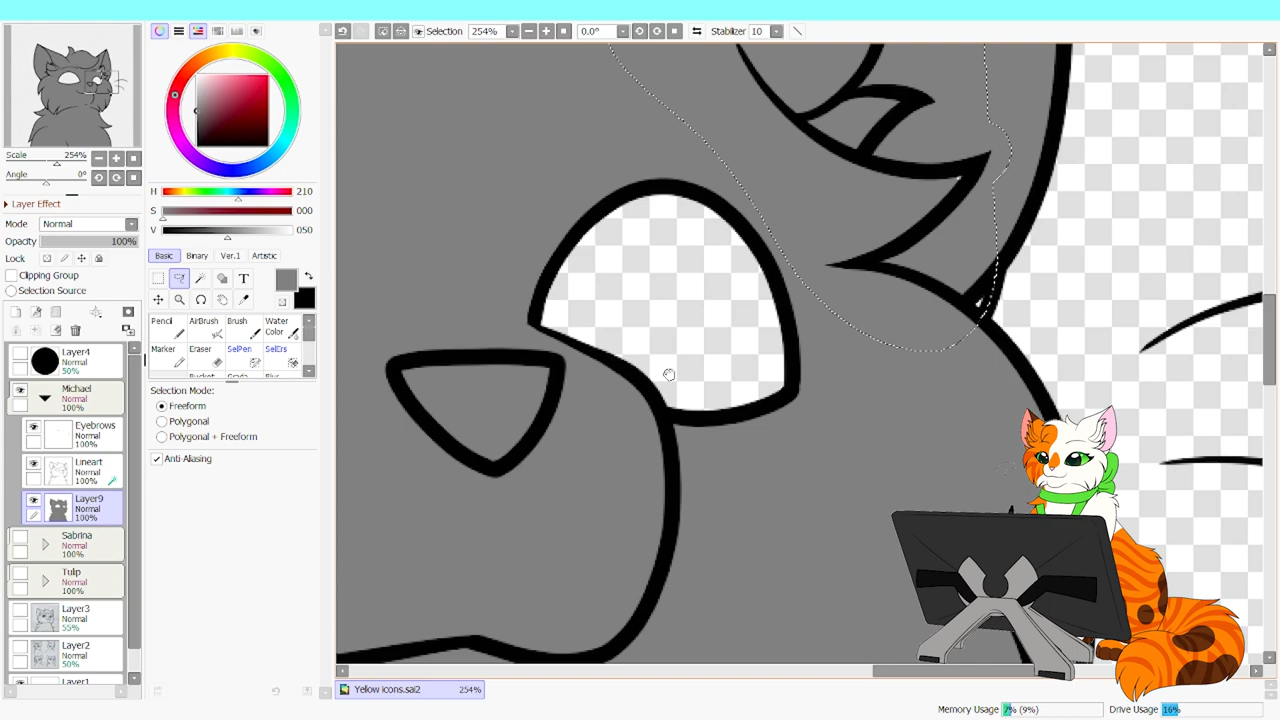 Selection
254%
0.0°
Stabilizer
10
Scale
254%
Angle
0°
Layer Effect
Mode
Normal
Opacity
100%
Lock
Clipping Group
Selection Source
Layer4
Normal
50%
Michael
Normal
100%
Eyebrows
Normal
100%
Lineart
Normal
100%
Layer9
Normal
100%
Sabrina
Normal
100%
Tulip
Normal
100%
Layer3
Normal
55%
Layer2
Normal
50%
H
210
S
000
V
050
Basic
Binary
Ver.1
Artistic
T
Pencil
AirBrush
Brush
Water
Color
Marker
Eraser
SelPen
SelErs
Selection Mode:
Freeform
Polygonal
Polygonal + Freeform
Anti-Aliasing
Yellow icons.sai2
254%
Memory Usage
7% (9%)
Drive Usage
16%